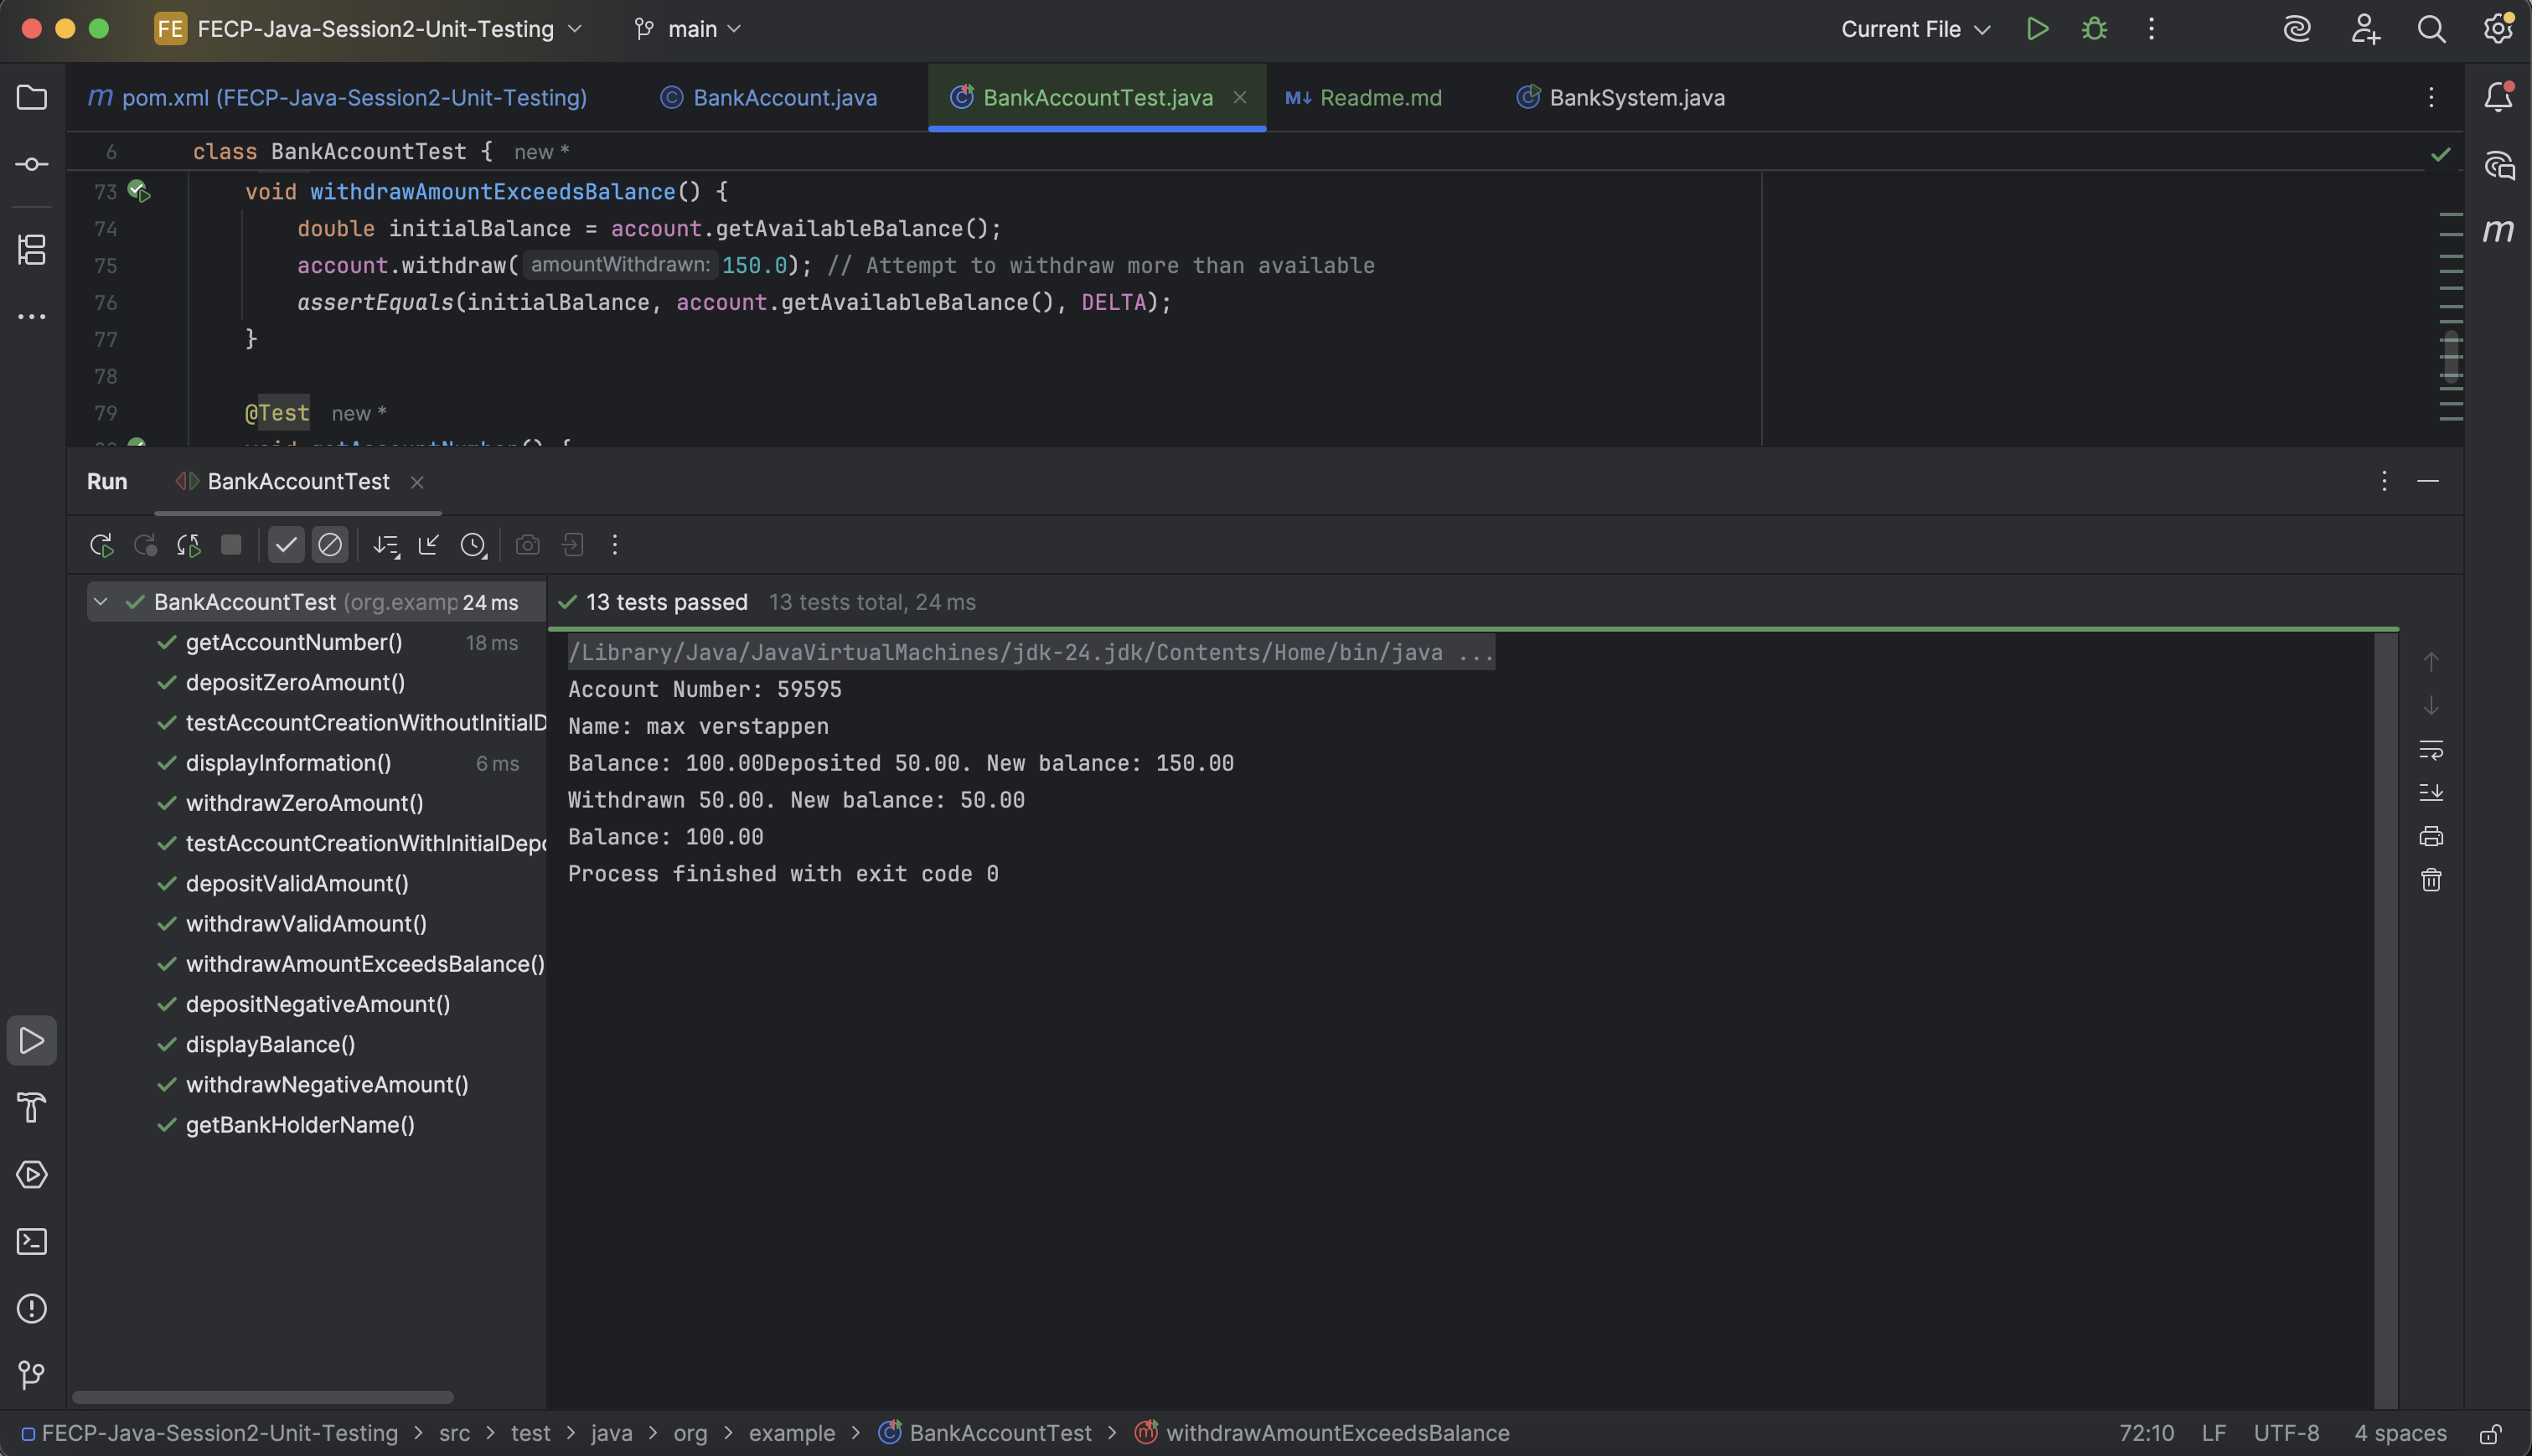 FE FECP-Java-Session2-Unit-Testing main Current File
m pom.xml (FECP-Java-Session2-Unit-Testing) BankAccount.java BankAccountTest.java M↓ Readme.md BankSystem.java
6 class BankAccountTest { new *
73 void withdrawAmountExceedsBalance() {
74 double initialBalance = account.getAvailableBalance();
75 account.withdraw( amountWithdrawn: 150.0); // Attempt to withdraw more than available
76 assertEquals(initialBalance, account.getAvailableBalance(), DELTA);
77 }
78
79 @Test new *
Run BankAccountTest
BankAccountTest (org.examp 24 ms
getAccountNumber() 18 ms
depositZeroAmount()
testAccountCreationWithoutInitialD
displayInformation() 6 ms
withdrawZeroAmount()
testAccountCreationWithInitialDepo
depositValidAmount()
withdrawValidAmount()
withdrawAmountExceedsBalance()
depositNegativeAmount()
displayBalance()
withdrawNegativeAmount()
getBankHolderName()
13 tests passed 13 tests total, 24 ms
/Library/Java/JavaVirtualMachines/jdk-24.jdk/Contents/Home/bin/java ...
Account Number: 59595
Name: max verstappen
Balance: 100.00Deposited 50.00. New balance: 150.00
Withdrawn 50.00. New balance: 50.00
Balance: 100.00
Process finished with exit code 0
FECP-Java-Session2-Unit-Testing > src > test > java > org > example > BankAccountTest > withdrawAmountExceedsBalance 72:10 LF UTF-8 4 spaces